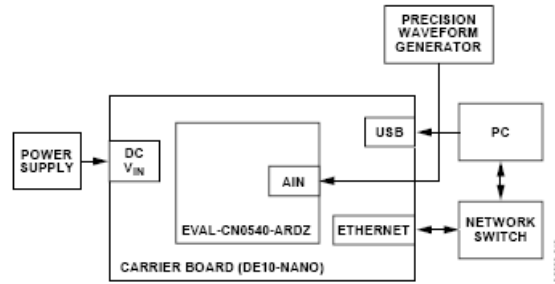 PRECISION
WAVEFORM
GENERATOR
USB
PC
POWER
SUPPLY
DC
VIN
AIN
EVAL-CN0540-ARDZ
ETHERNET
NETWORK
SWITCH
CARRIER BOARD (DE10-NANO)